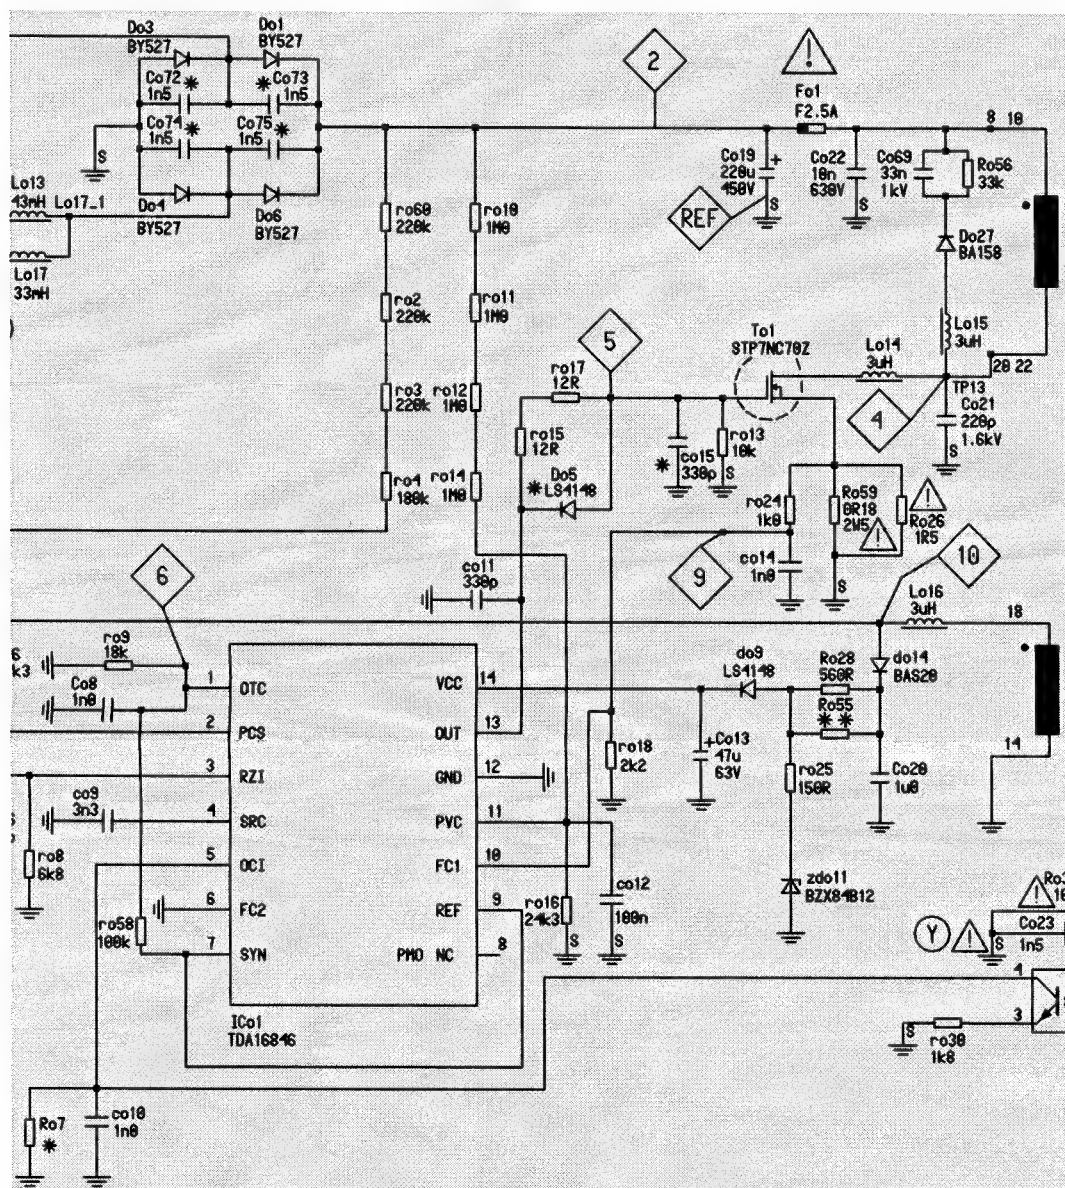 Do3
BY527
Do1
BY527
Co72
1n5
Co73
1n5
Co74
1n5
Co75
1n5
S
Lo13
43mH
Lo17_1
Do4
BY527
Do6
BY527
Lo17
33mH
2
Fo1
F2.5A
8 10
Co19
220u
450V
+
S
REF
Co22
10n
630V
S
Co69
33n
1kV
Ro56
33k
Do27
BA158
Lo15
3uH
20 22
ro60
220k
ro10
1M0
ro2
220k
ro11
1M0
ro3
220k
ro12
1M0
ro4
180k
ro14
1M0
5
ro17
12R
ro15
12R
Do5
LS4148
co15
330p
ro13
10k
S
To1
STP7NC70Z
Lo14
3uH
4
TP13
Co21
220p
1.6kV
S
ro24
1k0
Ro59
0R18
2W5
Ro26
1R5
S
9
co14
1n0
10
Lo16
3uH
18
14
6
co11
330p
ro9
18k
Co8
1n0
6
k3
1 OTC
2 PCS
3 RZI
4 SRC
5 OCI
6 FC2
7 SYN
VCC 14
OUT 13
GND 12
PVC 11
FC1 10
REF 9
PMO NC 8
ICo1
TDA16846
co9
3n3
ro8
6k8
ro58
100k
ro18
2k2
Co13
47u
63V
+
do9
LS4148
Ro28
560R
Ro55
do14
BAS20
ro25
150R
Co20
1u0
zdo11
BZX84B12
ro16
24k3
S
co12
100n
S
Y
Co23
1n5
S
4
3
ro30
1k8
S
Ro7
co10
1n0